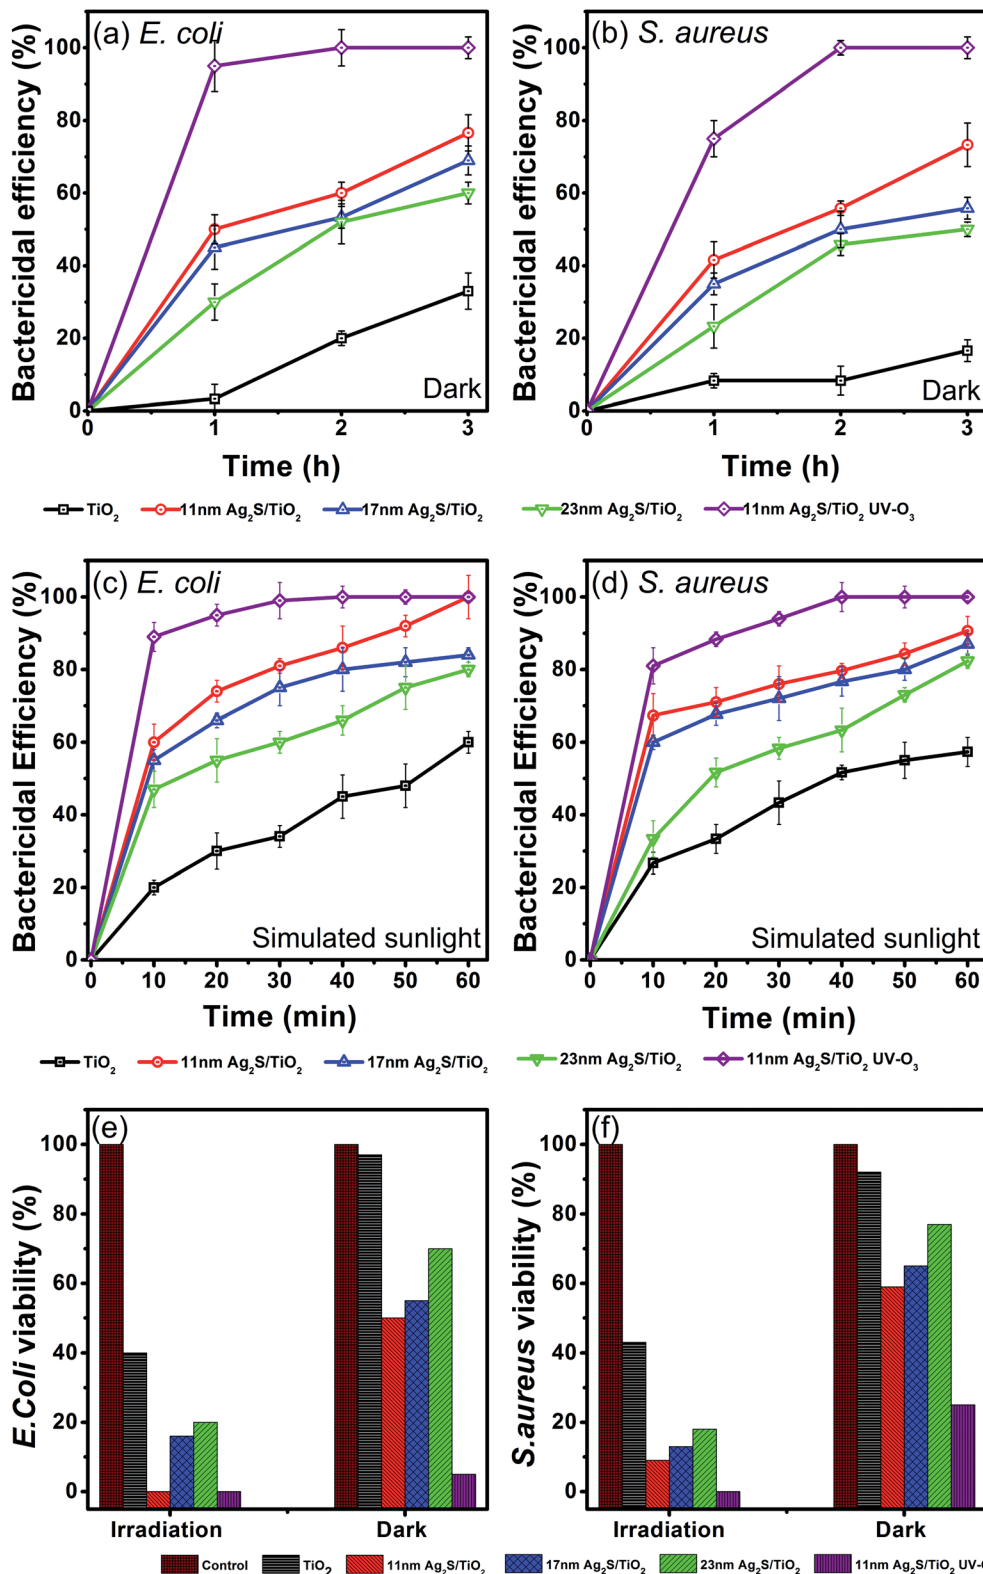 (a) E. coli
(b) S. aureus
Bactericidal efficiency (%)
100
80
60
40
20
0
Dark
0 1 2 3
Time (h)
Bactericidal efficiency (%)
100
80
60
40
20
0
Dark
0 1 2 3
Time (h)
TiO₂ 11nm Ag₂S/TiO₂ 17nm Ag₂S/TiO₂ 23nm Ag₂S/TiO₂ 11nm Ag₂S/TiO₂ UV-O₃
(c) E. coli
(d) S. aureus
Bactericidal Efficiency (%)
100
80
60
40
20
0
Simulated sunlight
0 10 20 30 40 50 60
Time (min)
Bactericidal Efficiency (%)
100
80
60
40
20
0
Simulated sunlight
0 10 20 30 40 50 60
Time (min)
TiO₂ 11nm Ag₂S/TiO₂ 17nm Ag₂S/TiO₂ 23nm Ag₂S/TiO₂ 11nm Ag₂S/TiO₂ UV-O₃
(e)
(f)
E.Coli viability (%)
100
80
60
40
20
0
Irradiation Dark
S.aureus viability (%)
100
80
60
40
20
0
Irradiation Dark
Control TiO₂ 11nm Ag₂S/TiO₂ 17nm Ag₂S/TiO₂ 23nm Ag₂S/TiO₂ 11nm Ag₂S/TiO₂